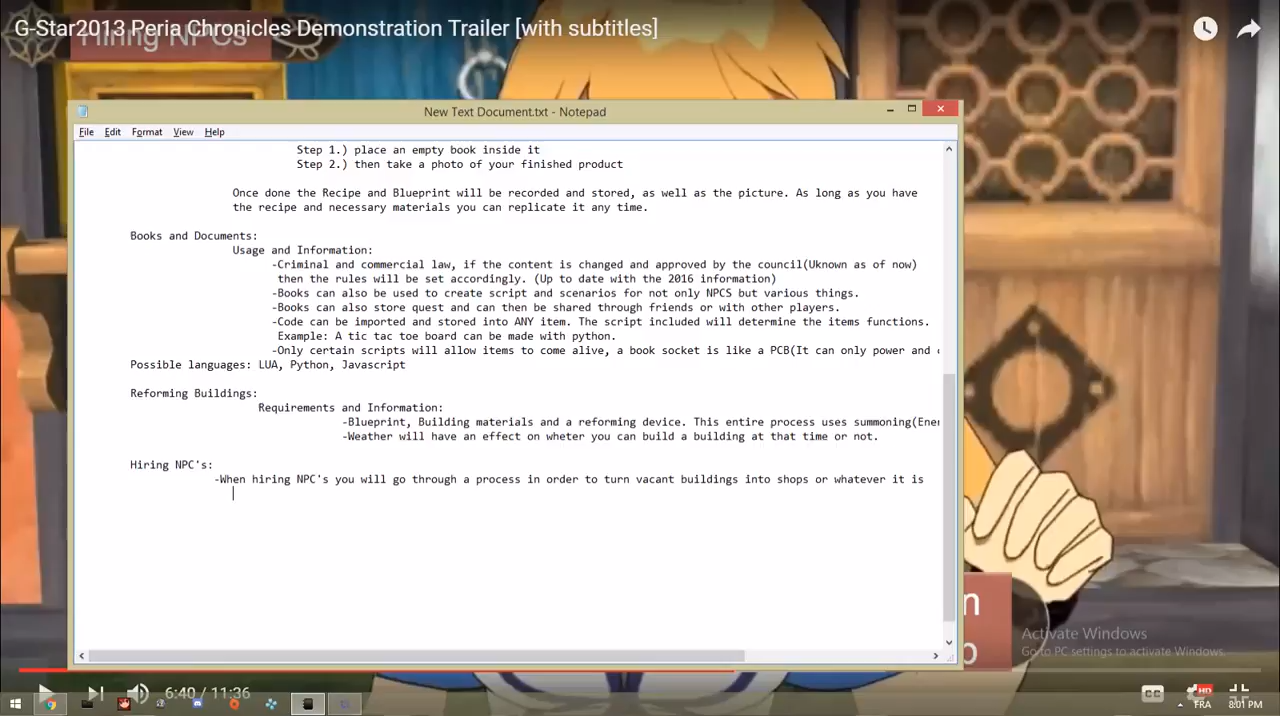 G-Star2013 Peria Chronicles Demonstration Trailer [with subtitles]
Hiring NPCs
New Text Document.txt - Notepad
File Edit Format View Help
Step 1.) place an empty book inside it
Step 2.) then take a photo of your finished product
Once done the Recipe and Blueprint will be recorded and stored, as well as the picture. As long as you have
the recipe and necessary materials you can replicate it any time.
Books and Documents:
Usage and Information:
-Criminal and commercial law, if the content is changed and approved by the council(Uknown as of now)
then the rules will be set accordingly. (Up to date with the 2016 information)
-Books can also be used to create script and scenarios for not only NPCS but various things.
-Books can also store quest and can then be shared through friends or with other players.
-Code can be imported and stored into ANY item. The script included will determine the items functions.
Example: A tic tac toe board can be made with python.
-Only certain scripts will allow items to come alive, a book socket is like a PCB(It can only power and
Possible languages: LUA, Python, Javascript
Reforming Buildings:
Requirements and Information:
-Blueprint, Building materials and a reforming device. This entire process uses summoning(Ener
-Weather will have an effect on wheter you can build a building at that time or not.
Hiring NPC's:
-When hiring NPC's you will go through a process in order to turn vacant buildings into shops or whatever it is
n
p
Activate Windows
Go to PC settings to activate Windows.
6:40 / 11:36
CC
HD
FRA
8:01 PM